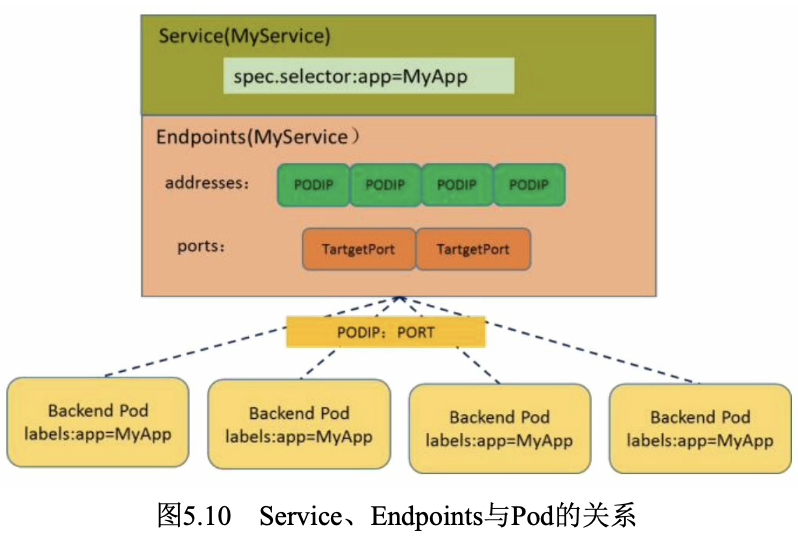 Service(MyService)
spec.selector:app=MyApp
Endpoints(MyService）
addresses：
PODIP PODIP PODIP PODIP
ports：
TartgetPort TartgetPort
PODIP：PORT
Backend Pod
labels:app=MyApp
Backend Pod
labels:app=MyApp
Backend Pod
labels:app=MyApp
Backend Pod
labels:app=MyApp
图5.10 Service、Endpoints与Pod的关系